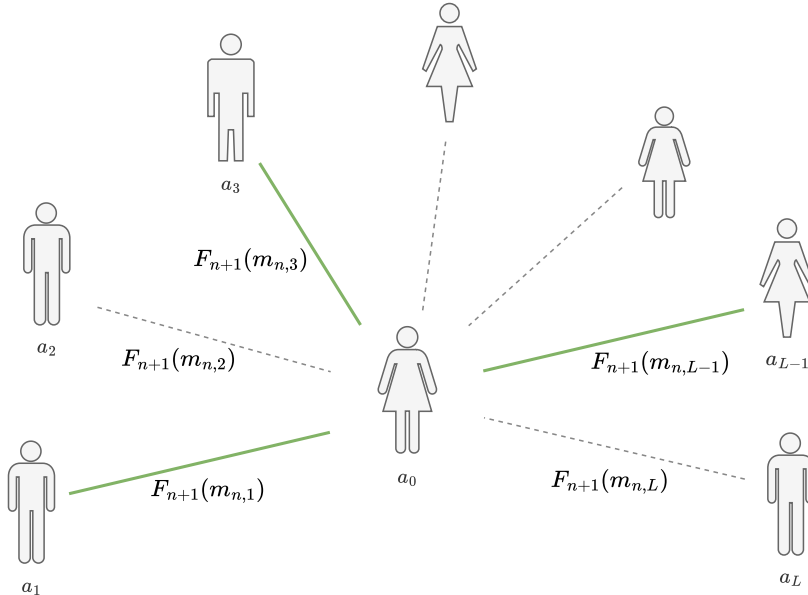 a_3
F_{n+1}(m_{n,3})
a_2
F_{n+1}(m_{n,2})
F_{n+1}(m_{n,L-1})
a_{L-1}
a_0
F_{n+1}(m_{n,1})
F_{n+1}(m_{n,L})
a_1
a_L